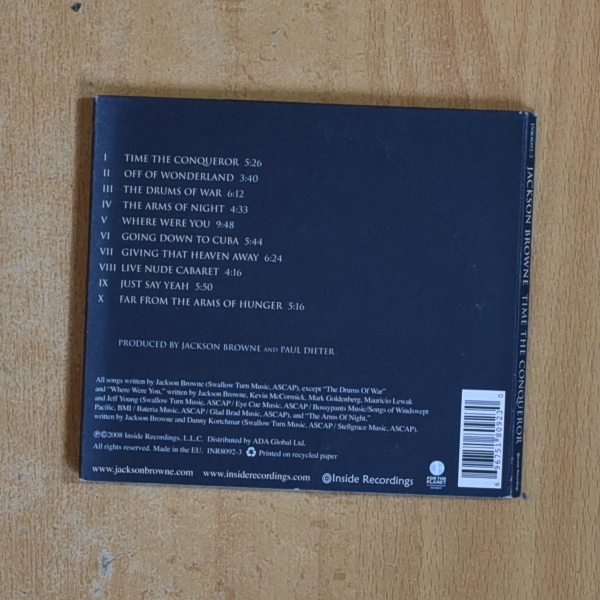 I TIME THE CONQUEROR 5:26
II OFF OF WONDERLAND 3:40
III THE DRUMS OF WAR 6:12
IV THE ARMS OF NIGHT 4:33
V WHERE WERE YOU 9:48
VI GOING DOWN TO CUBA 5:44
VII GIVING THAT HEAVEN AWAY 6:24
VIII LIVE NUDE CABARET 4:16
IX JUST SAY YEAH 5:50
X FAR FROM THE ARMS OF HUNGER 5:16
PRODUCED BY JACKSON BROWNE AND PAUL DIETER
All songs written by Jackson Browne (Swallow Turn Music, ASCAP), except “The Drums Of War”
and “Where Were You,” written by Jackson Browne, Kevin McCormick, Mark Goldenberg, Mauricio Lewak
and Jeff Young (Swallow Turn Music, ASCAP / Eye Cue Music, ASCAP / Bossypants Music/Songs of Windswept
Pacific, BMI / Bateria Music, ASCAP / Glad Brad Music, ASCAP), and “The Arms Of Night,”
written by Jackson Browne and Danny Kortchmar (Swallow Turn Music, ASCAP / Stellgrace Music, ASCAP).
℗©2008 Inside Recordings, L.L.C. Distributed by ADA Global Ltd.
All rights reserved. Made in the EU. INR8092-3 Printed on recycled paper
www.jacksonbrowne.com www.insiderecordings.com Inside Recordings
FOR THE
PLANET
6 96751 80923 0
INR8092-3 JACKSON BROWNE TIME THE CONQUEROR